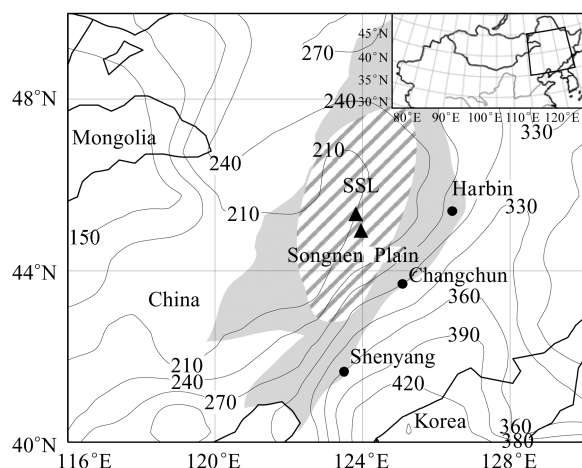 270
45°N
40°N
35°N
30°N
80°E 90°E 100°E 110°E 120°E
48°N
240
330
Mongolia
210
240
SSL
Harbin
210
330
150
Songnen Plain
44°N
Changchun
China
360
390
Shenyang
210
240
420
270
Korea
360
380
40°N
116°E 120°E 124°E 128°E